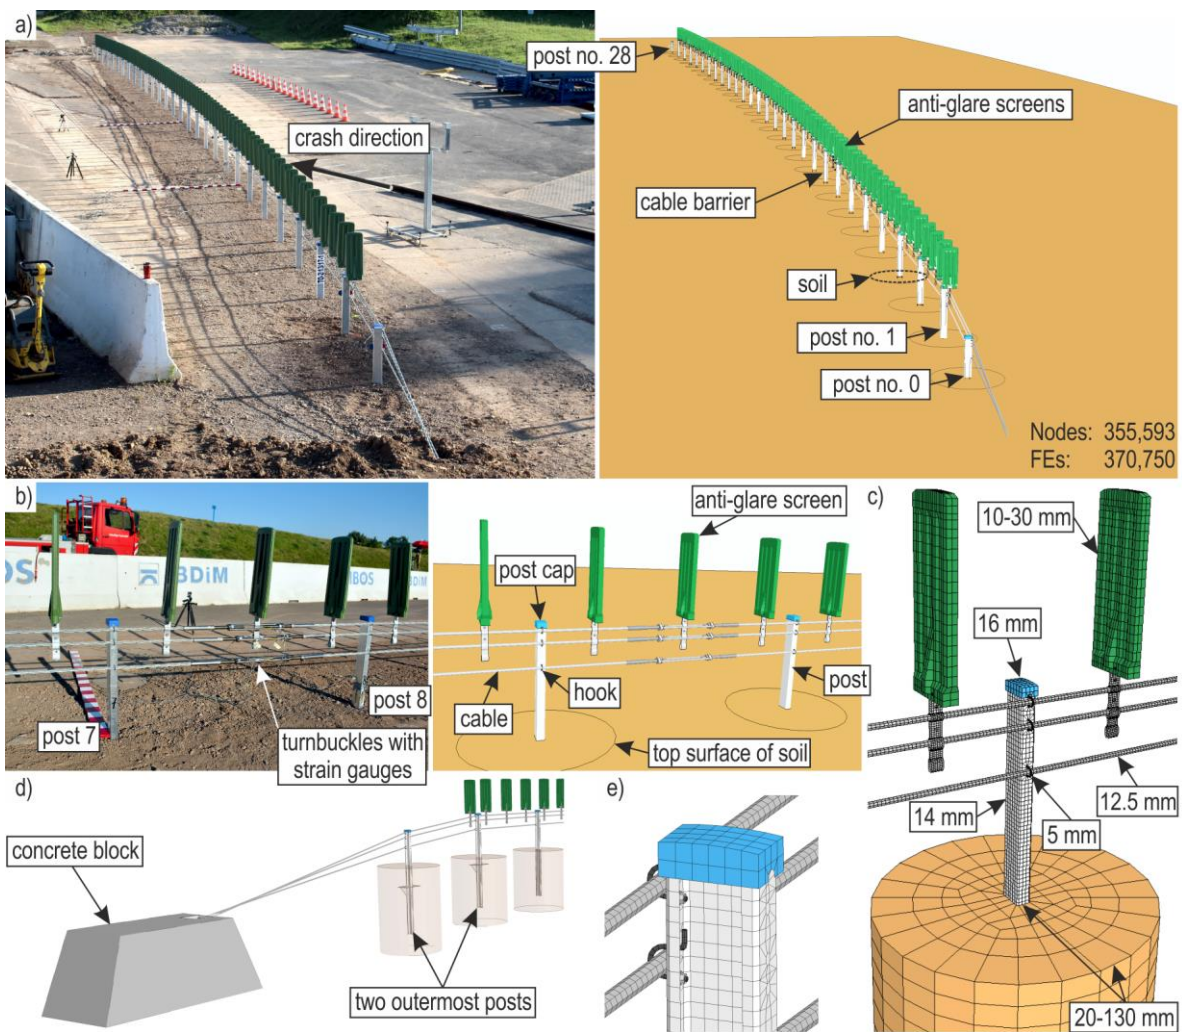 a)
crash direction
post no. 28
anti-glare screens
cable barrier
soil
post no. 1
post no. 0
Nodes: 355,593
FEs: 370,750
b)
BOS
IBDiM
IBOS
post 7
post 8
turnbuckles with
strain gauges
anti-glare screen
post cap
hook
cable
post
top surface of soil
c)
10-30 mm
16 mm
12.5 mm
14 mm
5 mm
20-130 mm
d)
concrete block
two outermost posts
e)